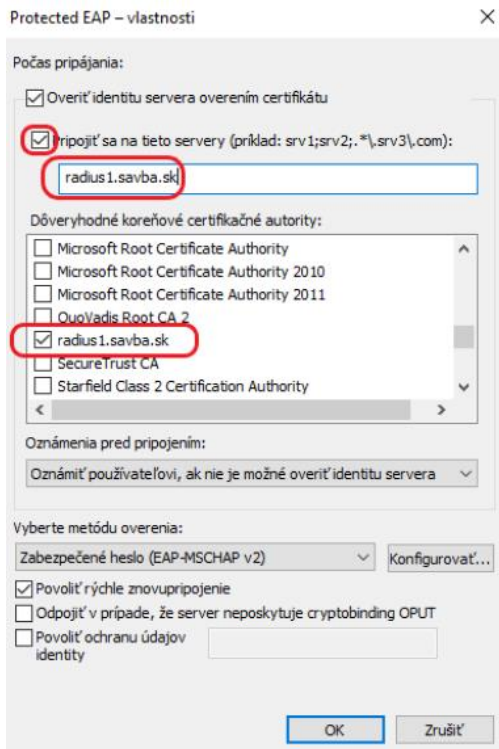 Protected EAP – vlastnosti
Počas pripájania:
Overiť identitu servera overením certifikátu
Pripojiť sa na tieto servery (príklad: srv1;srv2;.*\.srv3\.com):
radius1.savba.sk
Dôveryhodné koreňové certifikačné autority:
Microsoft Root Certificate Authority
Microsoft Root Certificate Authority 2010
Microsoft Root Certificate Authority 2011
QuoVadis Root CA 2
radius1.savba.sk
SecureTrust CA
Starfield Class 2 Certification Authority
Oznámenia pred pripojením:
Oznámiť používateľovi, ak nie je možné overiť identitu servera
Vyberte metódu overenia:
Zabezpečené heslo (EAP-MSCHAP v2)
Konfigurovať...
Povoliť rýchle znovupripojenie
Odpojiť v prípade, že server neposkytuje cryptobinding OPUT
Povoliť ochranu údajov
identity
OK
Zrušiť